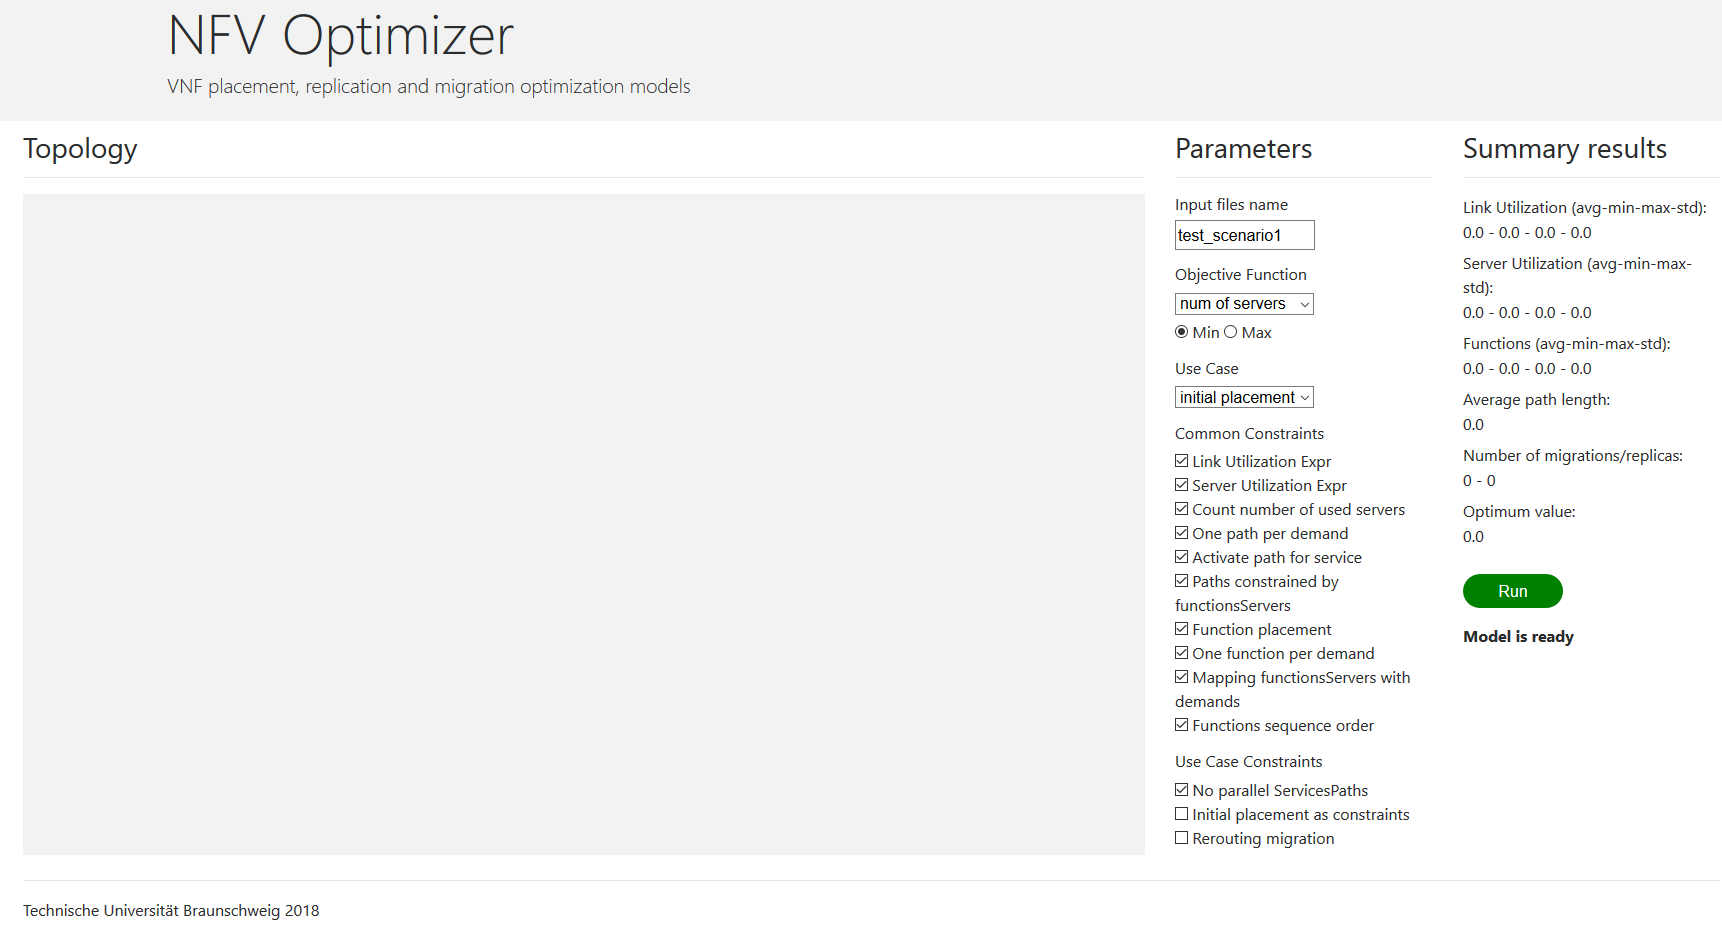 NFV Optimizer
VNF placement, replication and migration optimization models
Topology
Parameters
Input files name
test_scenario1
Objective Function
num of servers
Min Max
Use Case
initial placement
Common Constraints
Link Utilization Expr
Server Utilization Expr
Count number of used servers
One path per demand
Activate path for service
Paths constrained by
functionsServers
Function placement
One function per demand
Mapping functionsServers with
demands
Functions sequence order
Use Case Constraints
No parallel ServicesPaths
Initial placement as constraints
Rerouting migration
Summary results
Link Utilization (avg-min-max-std):
0.0 - 0.0 - 0.0 - 0.0
Server Utilization (avg-min-max-
std):
0.0 - 0.0 - 0.0 - 0.0
Functions (avg-min-max-std):
0.0 - 0.0 - 0.0 - 0.0
Average path length:
0.0
Number of migrations/replicas:
0 - 0
Optimum value:
0.0
Run
Model is ready
Technische Universität Braunschweig 2018